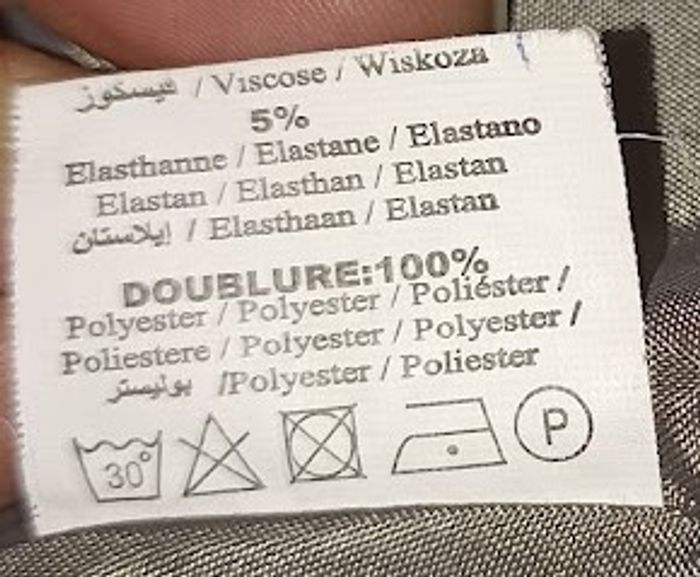 فيسكوز / Viscose / Wiskoza
5%
Elasthanne / Elastane / Elastano
Elastan / Elasthan / Elastan
إيلاستان / Elasthaan / Elastan
DOUBLURE:100%
Polyester / Polyester / Poliéster /
Poliestere / Polyester / Polyester /
بوليستر /Polyester / Poliester
30° P